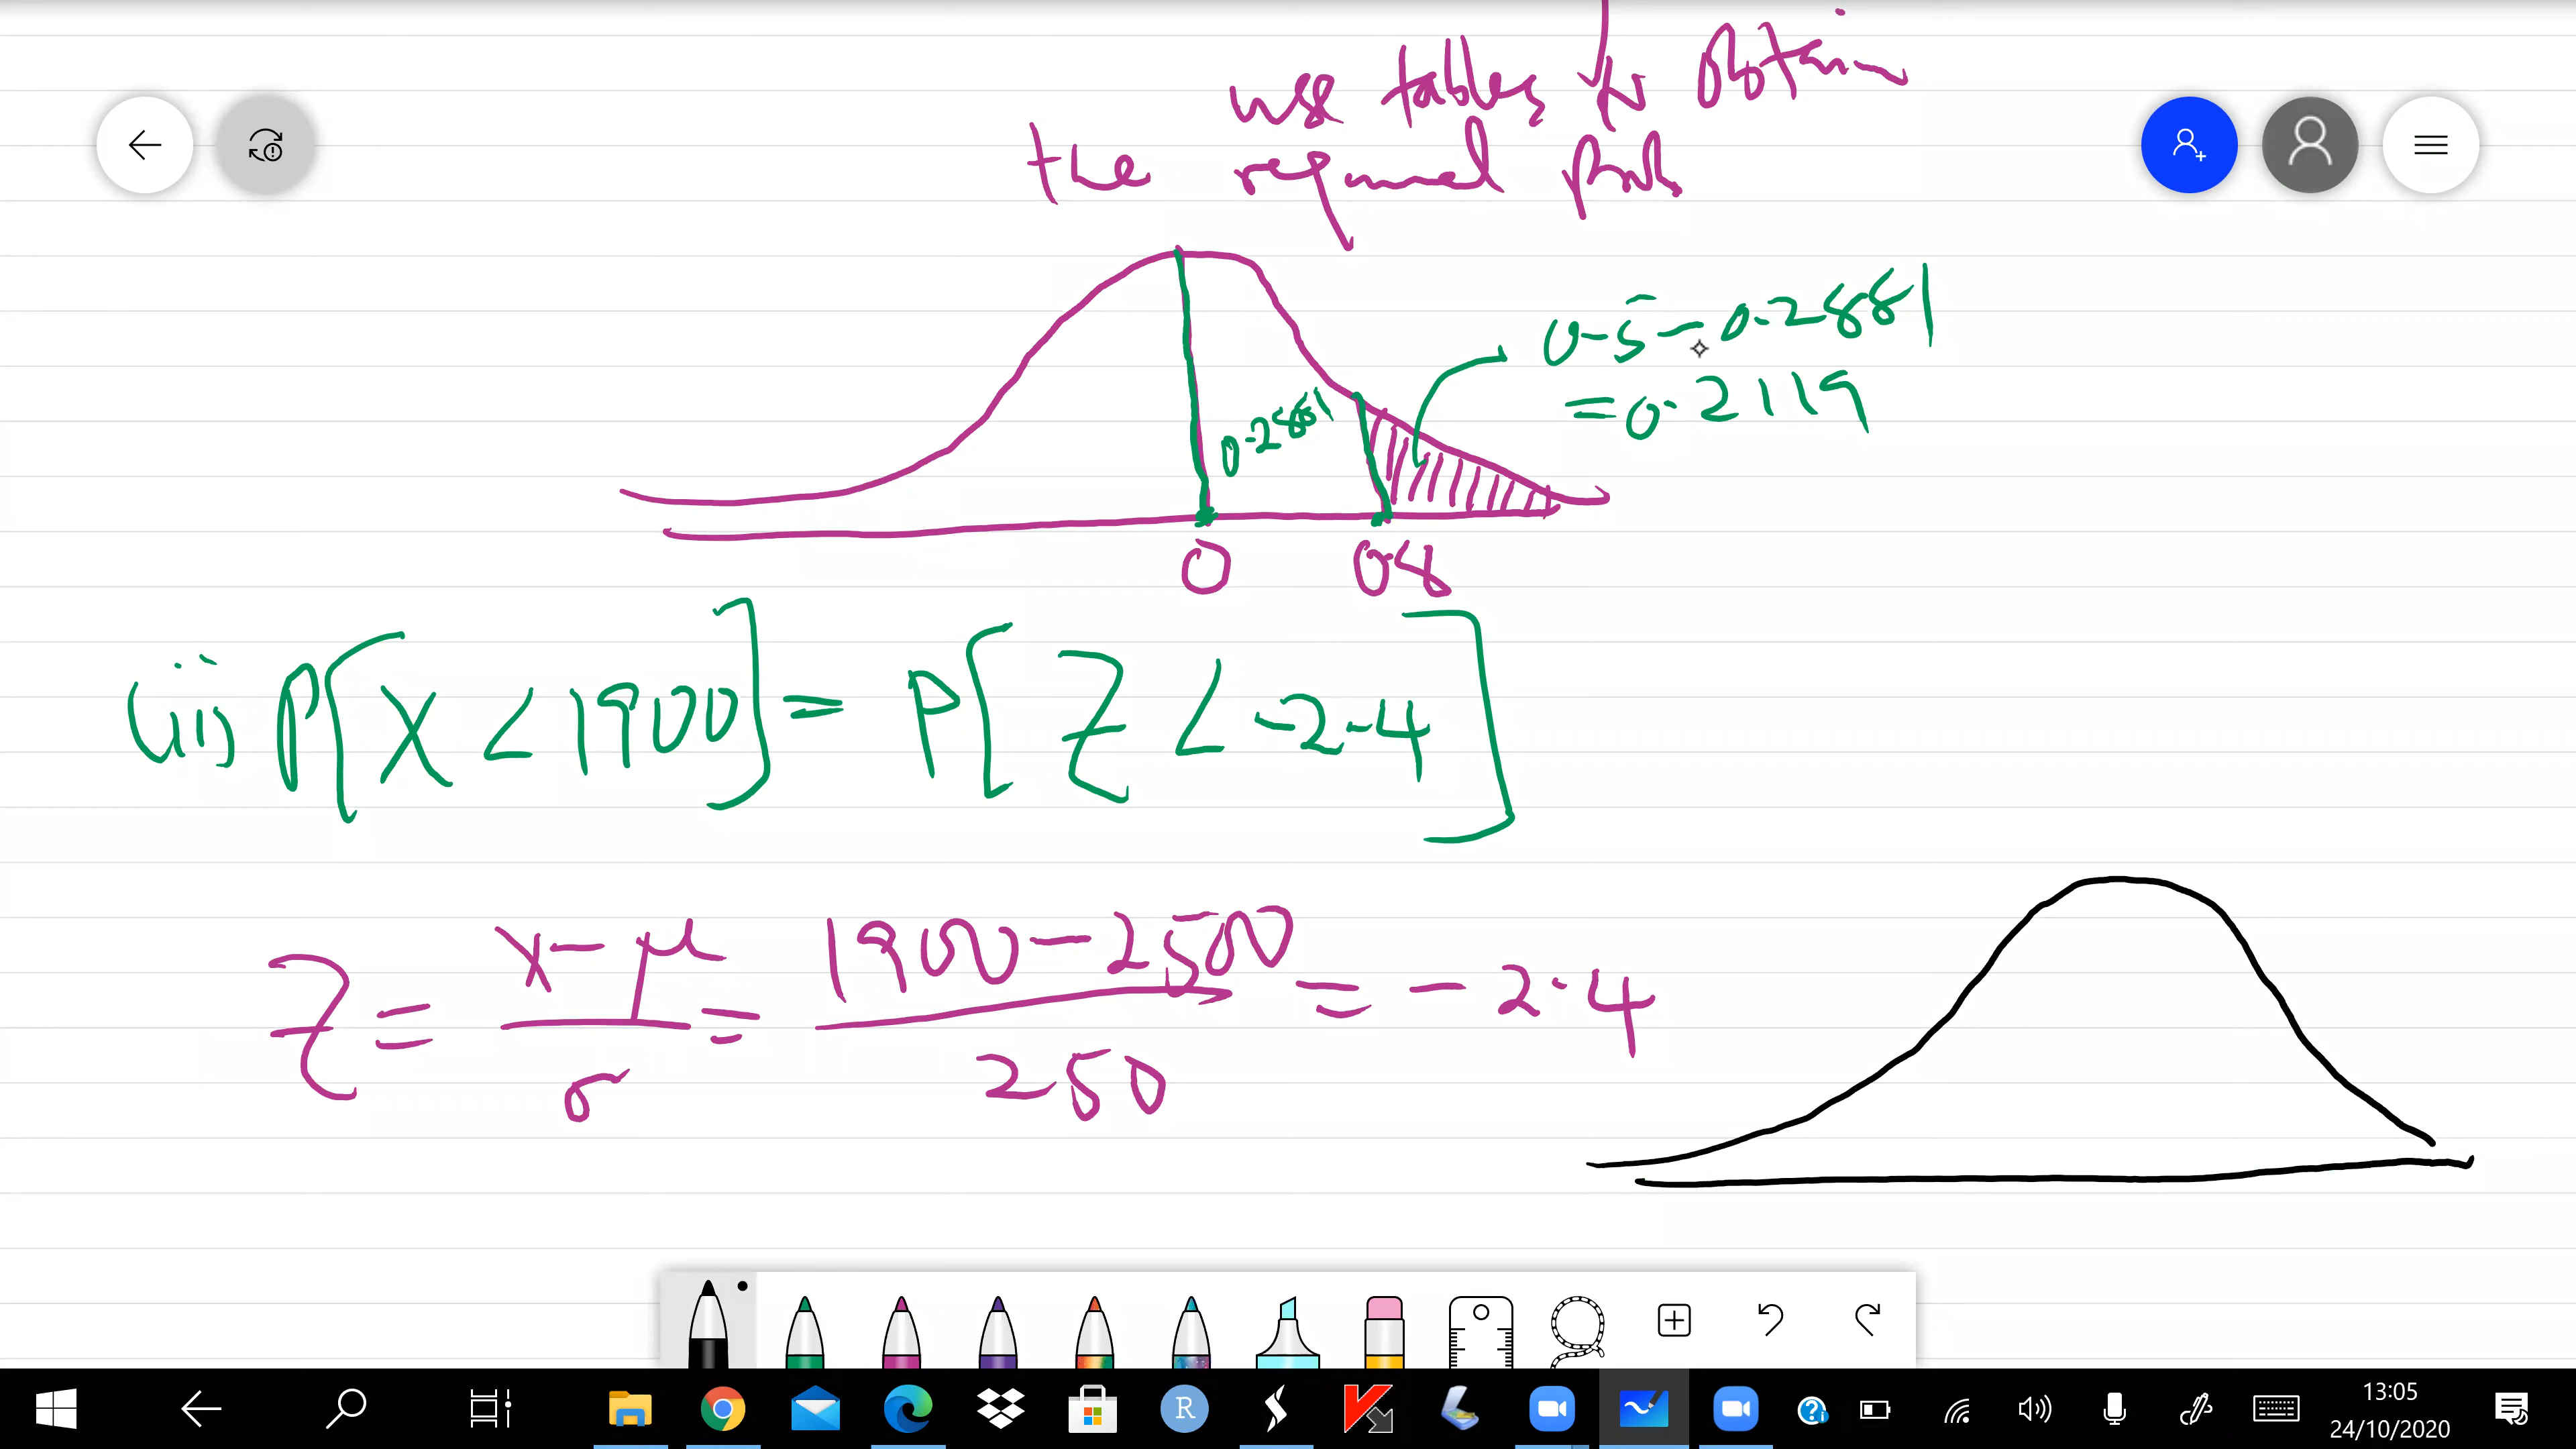 use tables to obtain
the required prob
0.5 - 0.2881
= 0.2119
0.2881
0 0.8
(ii) P[X < 1900] = P[Z < -2.4]
Z = x - μ / σ = 1900 - 2500 / 250 = -2.4
R
13:05
24/10/2020